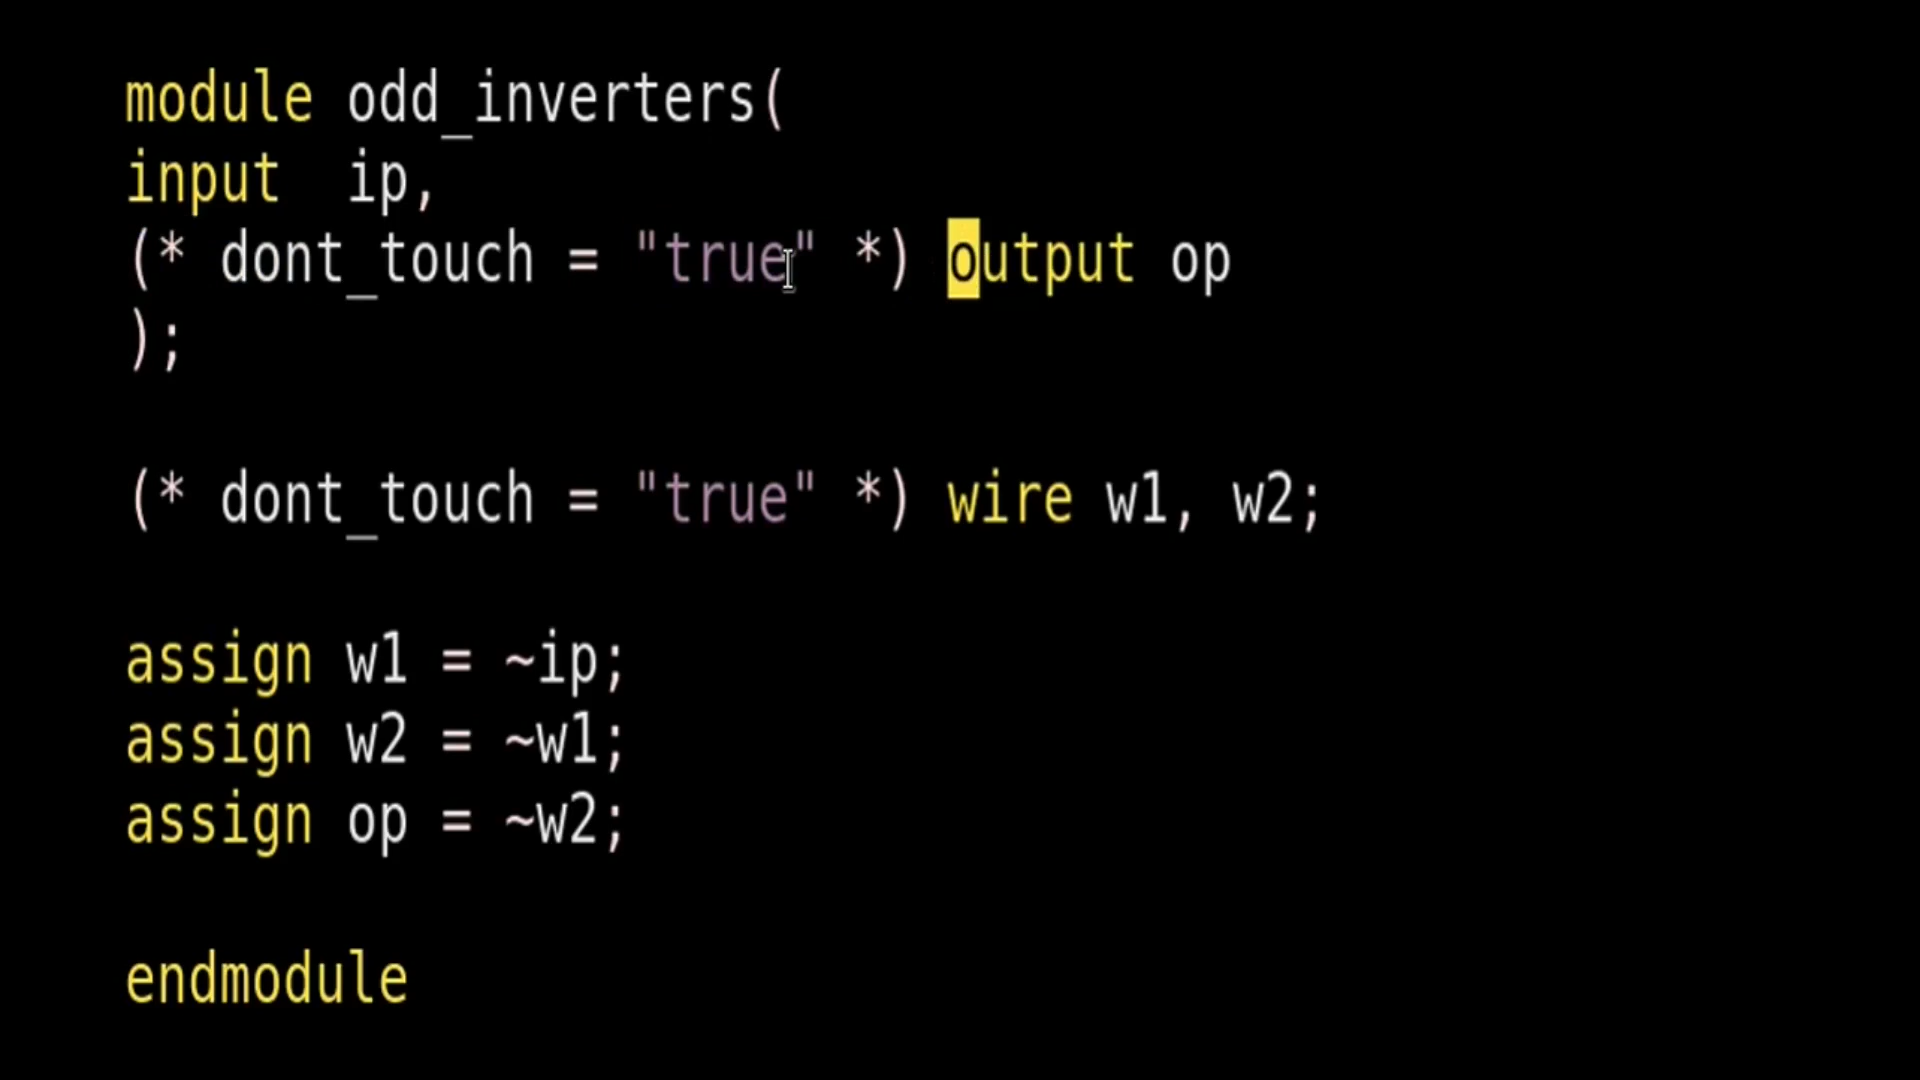 module odd_inverters(
input  ip,
(* dont_touch = "true" *) output op
);
(* dont_touch = "true" *) wire w1, w2;
assign w1 = ~ip;
assign w2 = ~w1;
assign op = ~w2;
endmodule